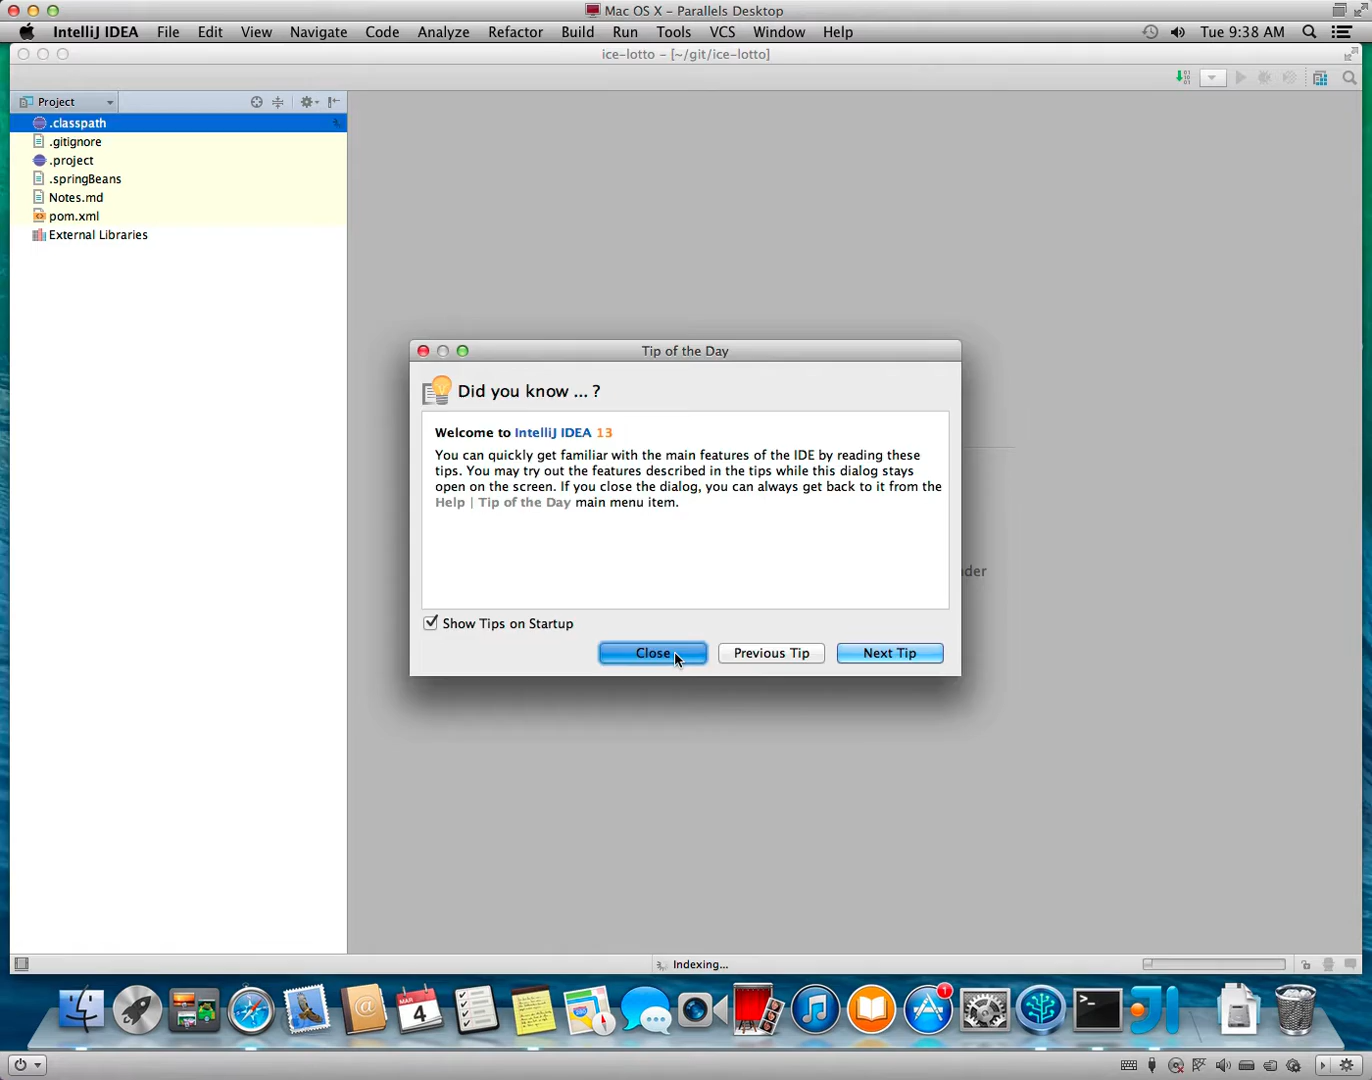 Mac OS X - Parallels Desktop
IntelliJ IDEA File Edit View Navigate Code Analyze Refactor Build Run Tools VCS Window Help Tue 9:38 AM
ice-lotto - [~/git/ice-lotto]
Project
.classpath
.gitignore
.project
.springBeans
Notes.md
pom.xml
External Libraries
Tip of the Day
Did you know ... ?
Welcome to IntelliJ IDEA 13
You can quickly get familiar with the main features of the IDE by reading these
tips. You may try out the features described in the tips while this dialog stays
open on the screen. If you close the dialog, you can always get back to it from the
Help | Tip of the Day main menu item.
der
Show Tips on Startup
Close Previous Tip Next Tip
Indexing...
MAR
4
1